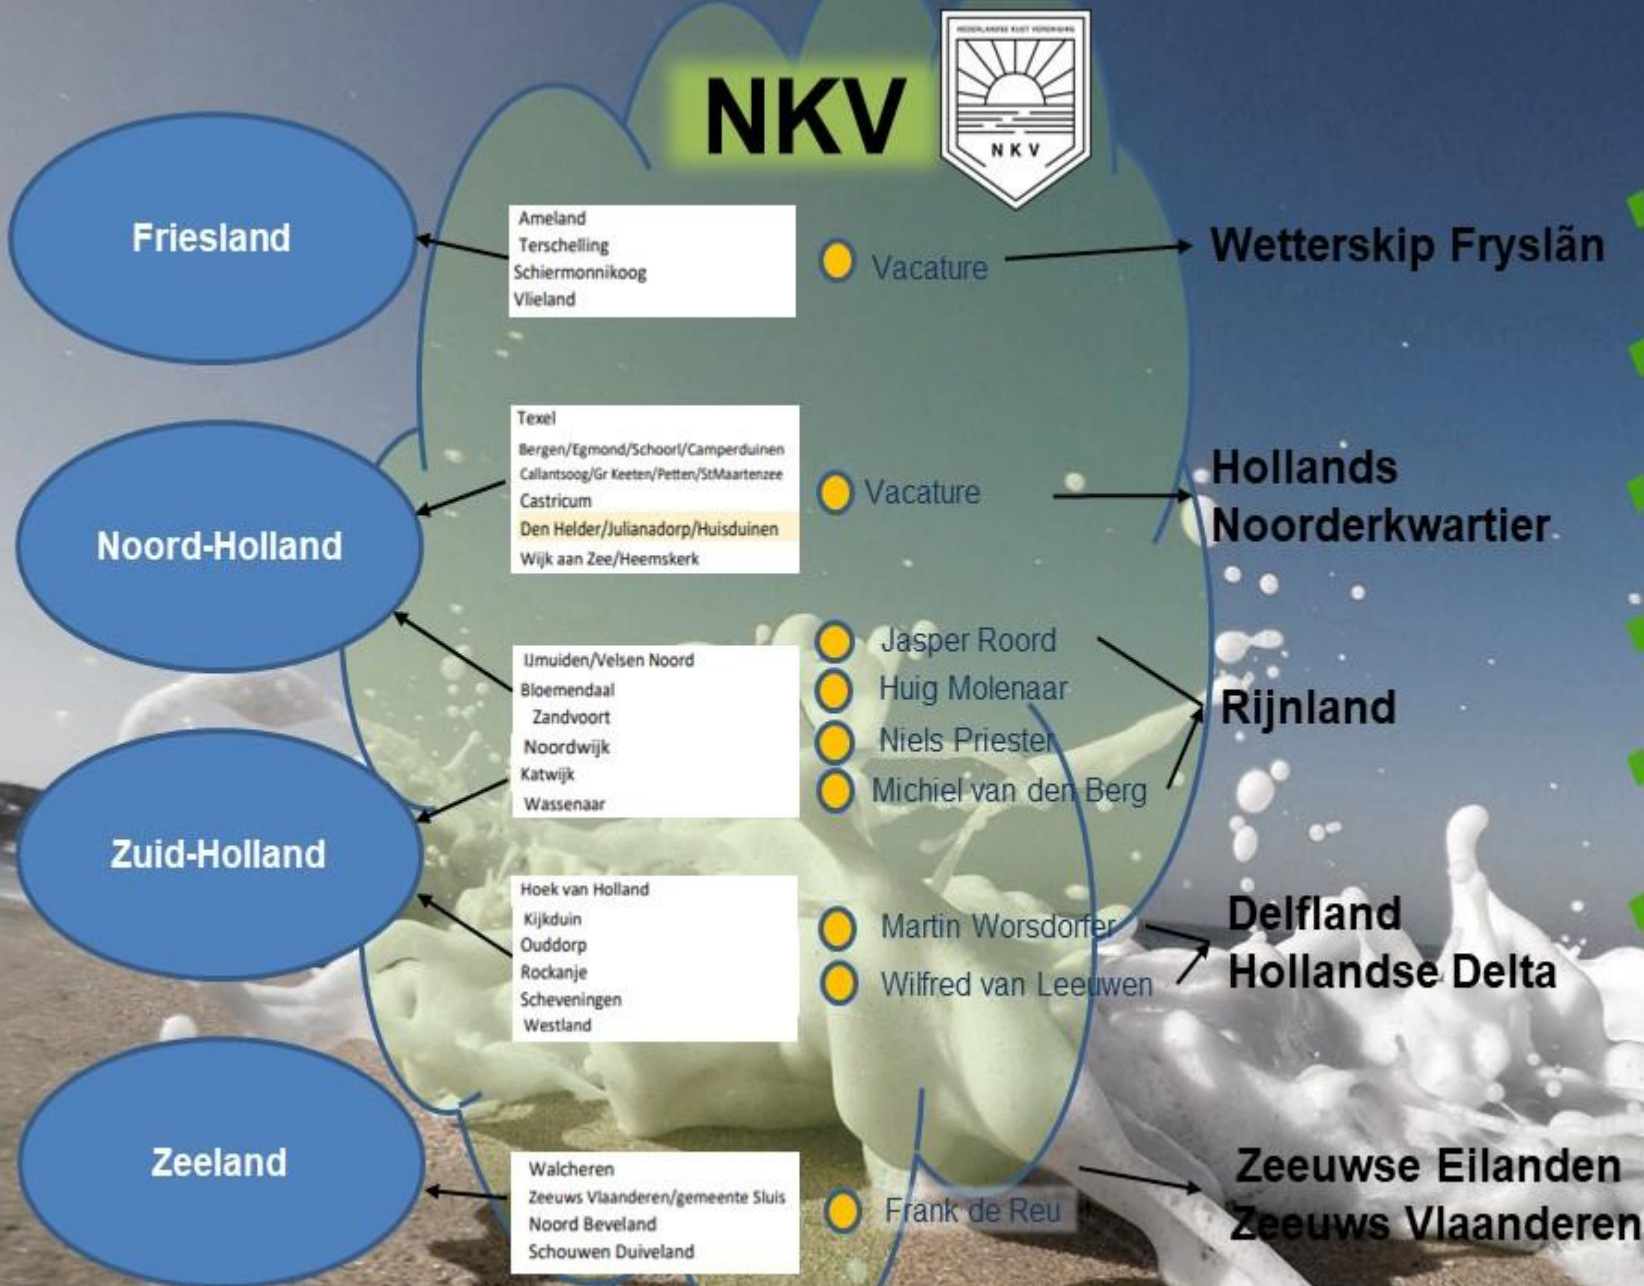 NEDERLANDSE KUST VERENIGING
NKV
NKV
Friesland
Ameland
Terschelling
Schiermonnikoog
Vlieland
Vacature
Wetterskip Fryslãn
Noord-Holland
Texel
Bergen/Egmond/Schoorl/Camperduinen
Callantsoog/Gr Keeten/Petten/StMaartenzee
Castricum
Den Helder/Julianadorp/Huisduinen
Wijk aan Zee/Heemskerk
Vacature
Hollands
Noorderkwartier
IJmuiden/Velsen Noord
Bloemendaal
Zandvoort
Noordwijk
Katwijk
Wassenaar
Jasper Roord
Huig Molenaar
Niels Priester
Michiel van den Berg
Rijnland
Zuid-Holland
Hoek van Holland
Kijkduin
Ouddorp
Rockanje
Scheveningen
Westland
Martin Worsdorfer
Wilfred van Leeuwen
Delfland
Hollandse Delta
Zeeland
Walcheren
Zeeuws Vlaanderen/gemeente Sluis
Noord Beveland
Schouwen Duiveland
Frank de Reu
Zeeuwse Eilanden
Zeeuws Vlaanderen